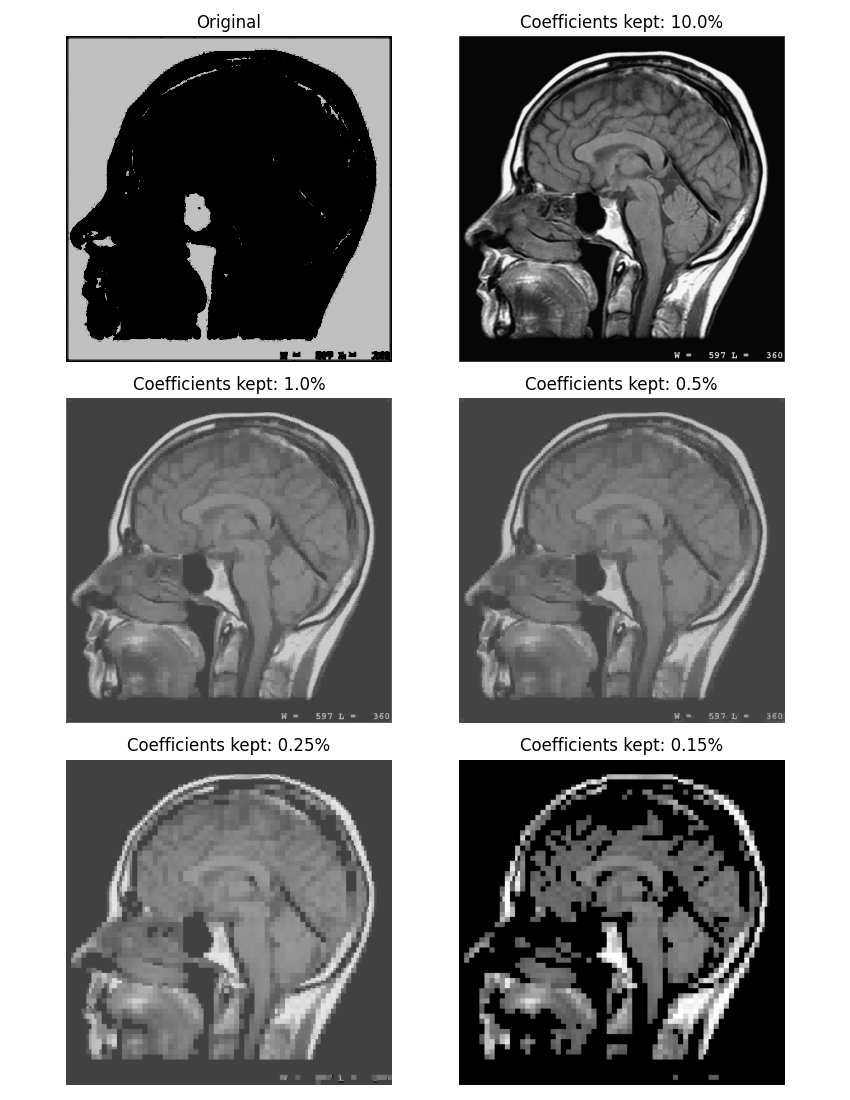 Original
Coefficients kept: 10.0%
W = 597 L = 360
Coefficients kept: 1.0%
Coefficients kept: 0.5%
W = 597 L = 360
W = 597 L = 360
Coefficients kept: 0.25%
Coefficients kept: 0.15%